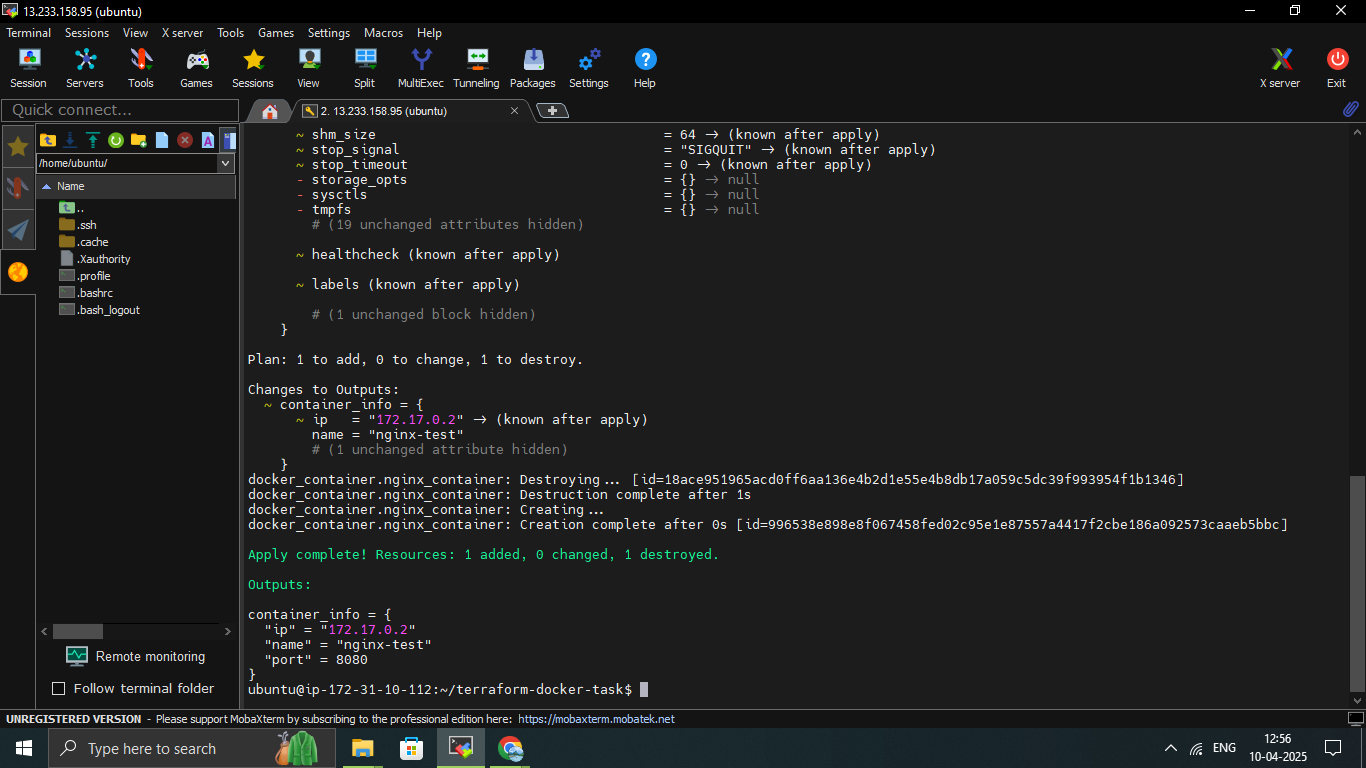 13.233.158.95 (ubuntu)
Terminal Sessions View X server Tools Games Settings Macros Help
Session Servers Tools Games Sessions View Split MultiExec Tunneling Packages Settings Help X server Exit
Quick connect...
2. 13.233.158.95 (ubuntu)
/home/ubuntu/
Name
..
.ssh
.cache
.Xauthority
.profile
.bashrc
.bash_logout
Remote monitoring
Follow terminal folder
~ shm_size = 64 -> (known after apply)
~ stop_signal = "SIGQUIT" -> (known after apply)
~ stop_timeout = 0 -> (known after apply)
- storage_opts = {} -> null
- sysctls = {} -> null
- tmpfs = {} -> null
# (19 unchanged attributes hidden)
~ healthcheck (known after apply)
~ labels (known after apply)
# (1 unchanged block hidden)
}
Plan: 1 to add, 0 to change, 1 to destroy.
Changes to Outputs:
~ container_info = {
~ ip = "172.17.0.2" -> (known after apply)
name = "nginx-test"
# (1 unchanged attribute hidden)
}
docker_container.nginx_container: Destroying... [id=18ace951965acd0ff6aa136e4b2d1e55e4b8db17a059c5dc39f993954f1b1346]
docker_container.nginx_container: Destruction complete after 1s
docker_container.nginx_container: Creating...
docker_container.nginx_container: Creation complete after 0s [id=996538e898e8f067458fed02c95e1e87557a4417f2cbe186a092573caaeb5bbc]
Apply complete! Resources: 1 added, 0 changed, 1 destroyed.
Outputs:
container_info = {
"ip" = "172.17.0.2"
"name" = "nginx-test"
"port" = 8080
}
ubuntu@ip-172-31-10-112:~/terraform-docker-task$
UNREGISTERED VERSION - Please support MobaXterm by subscribing to the professional edition here: https://mobaxterm.mobatek.net
Type here to search
ENG
12:56
10-04-2025